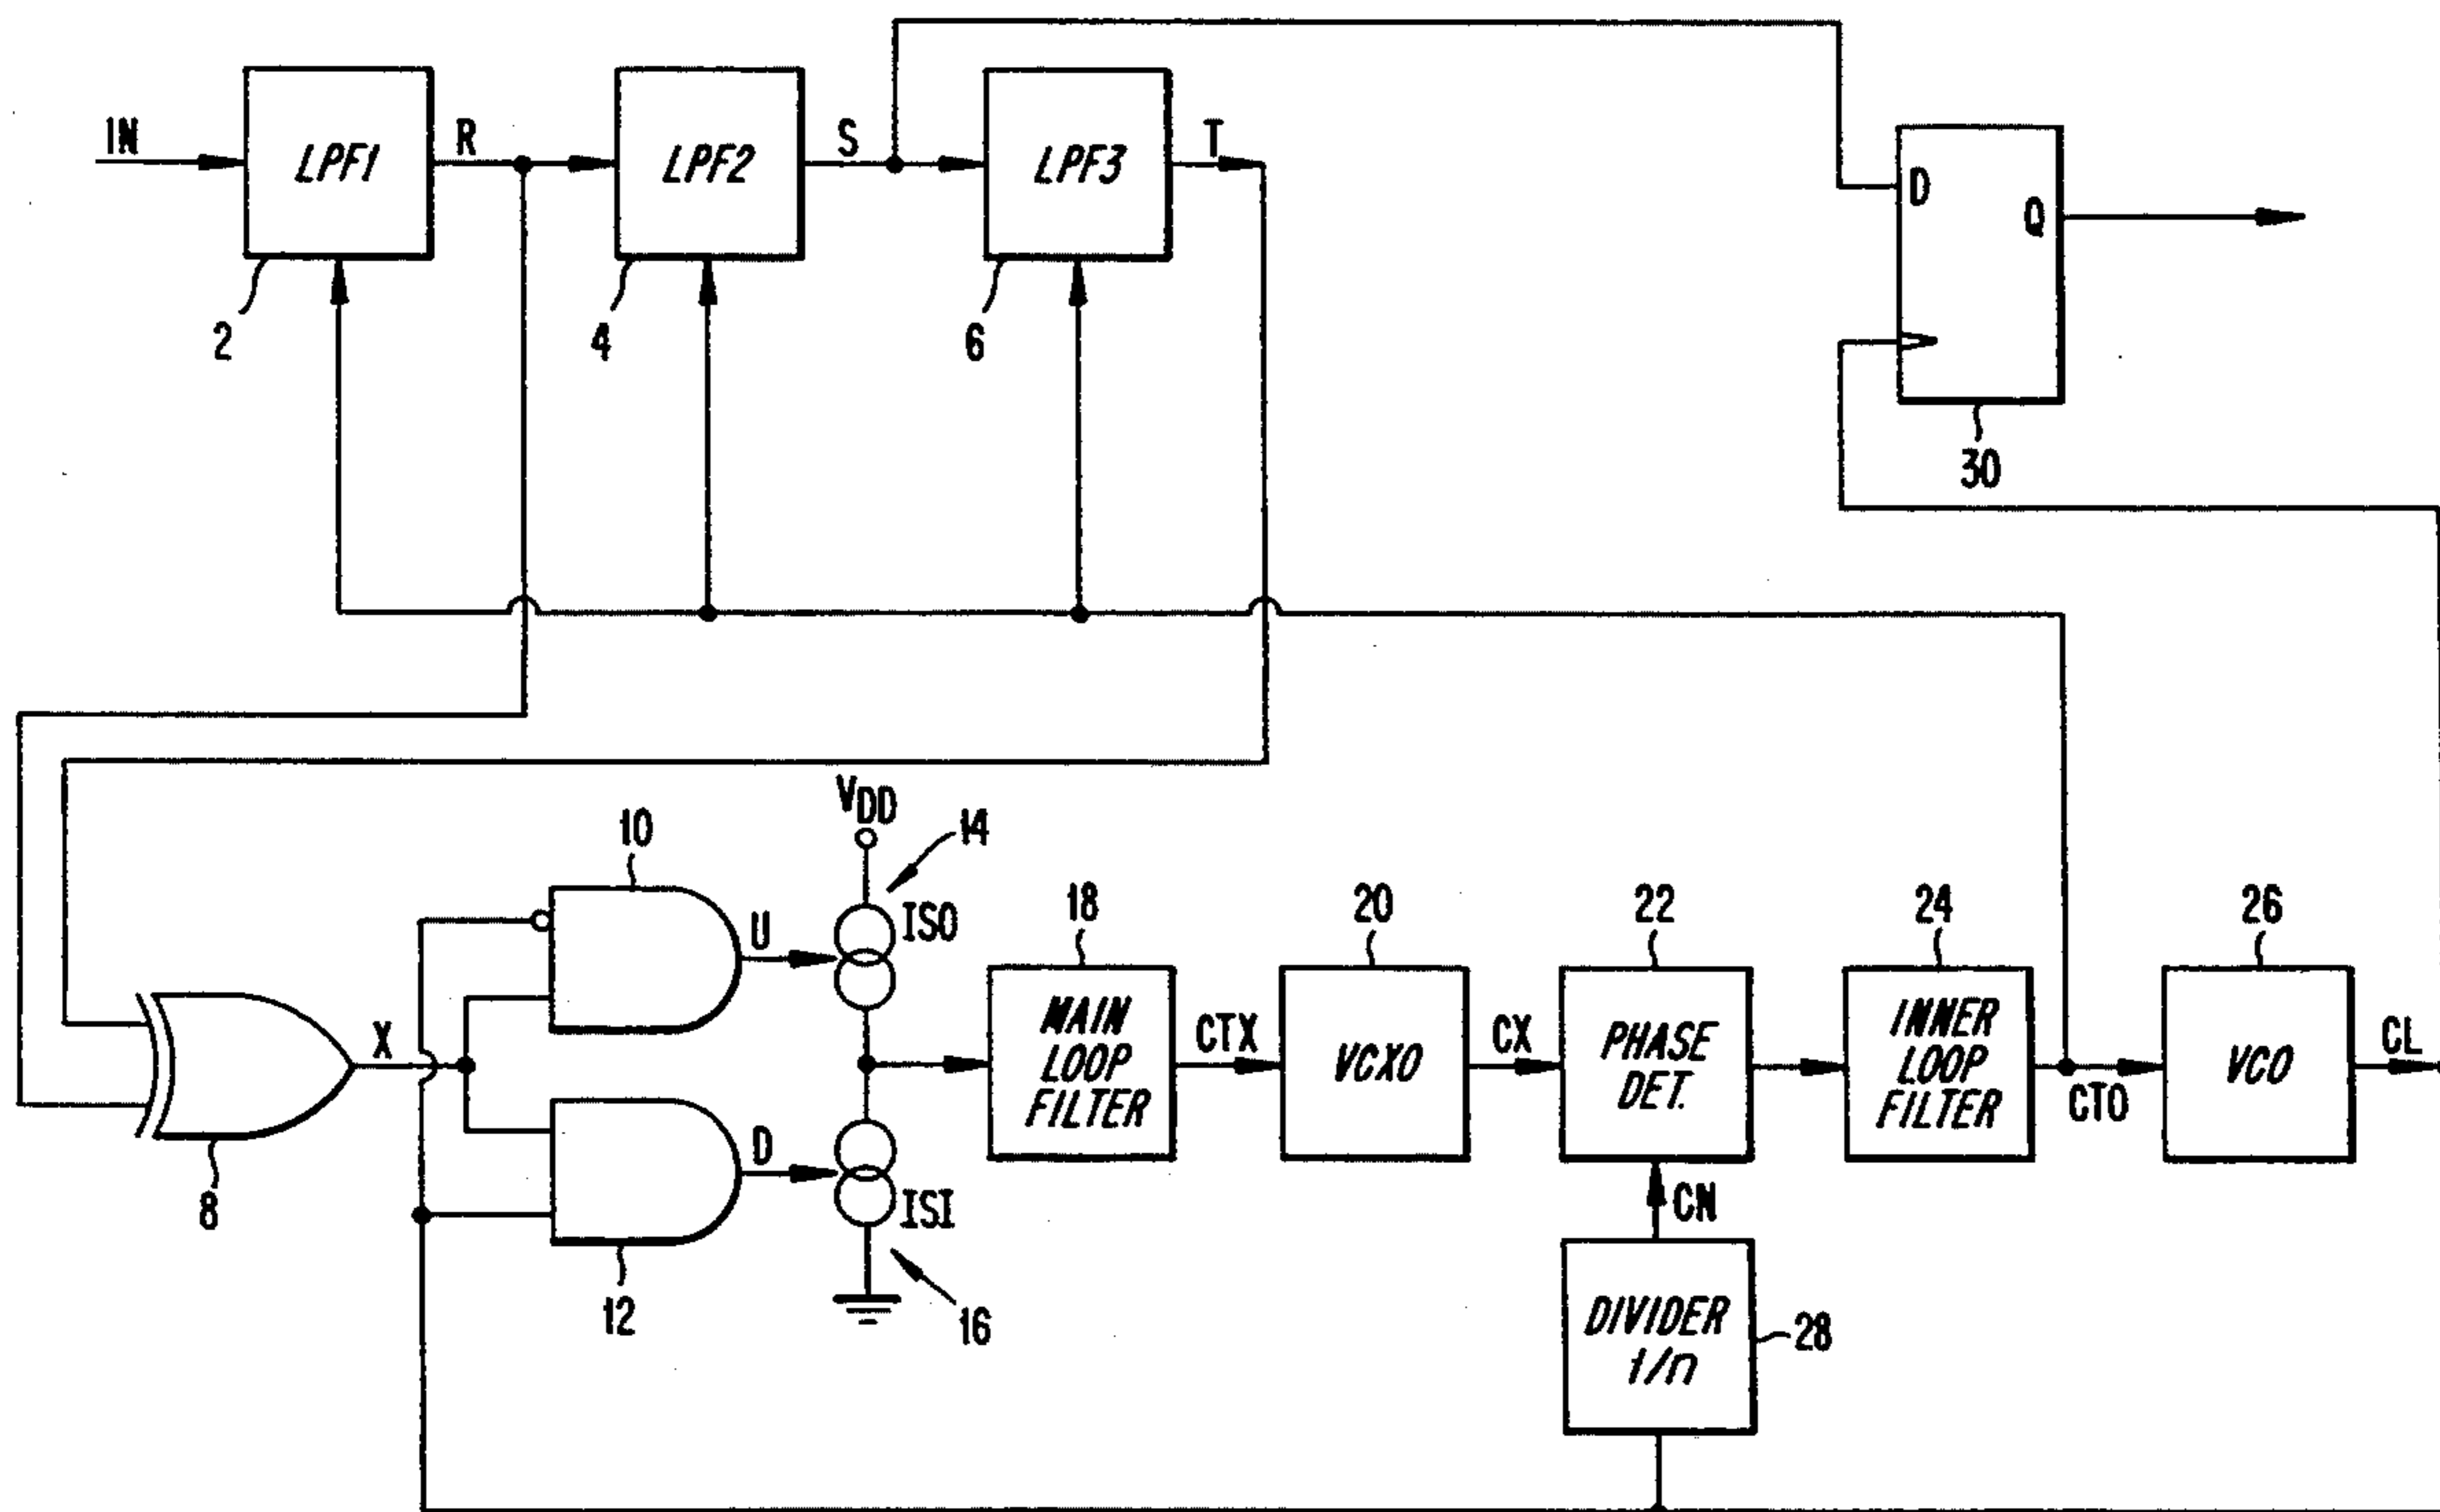 IN
LPF1
R
LPF2
S
LPF3
T
D
Q
2
4
6
30
VDD
10
14
U
ISO
18
20
22
24
26
X
MAIN
LOOP
FILTER
CTX
VCXO
CX
PHASE
DET.
INNER
LOOP
FILTER
CTO
VCO
CL
8
D
ISI
12
16
CN
DIVIDER
1/n
28